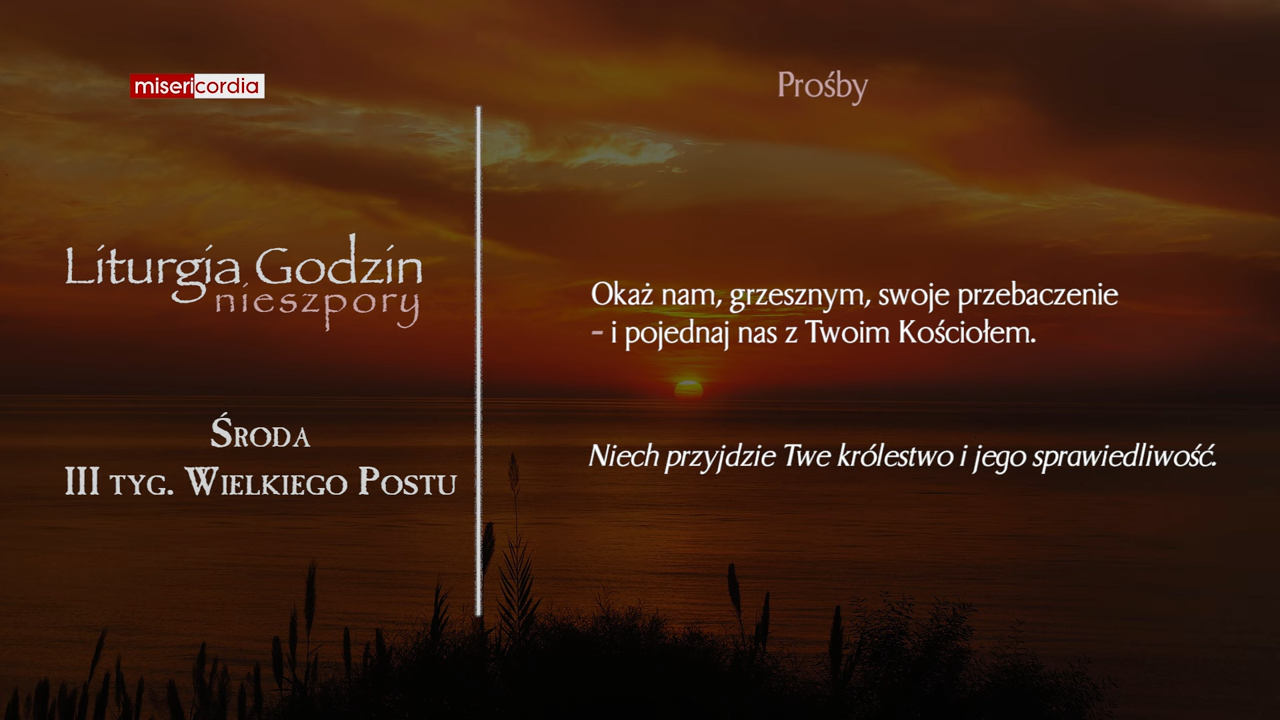 misericordia
Prośby
Liturgia Godzin
nieszpory
Okaż nam, grzesznym, swoje przebaczenie
– i pojednaj nas z Twoim Kościołem.
Środa
III tyg. Wielkiego Postu
Niech przyjdzie Twe królestwo i jego sprawiedliwość.